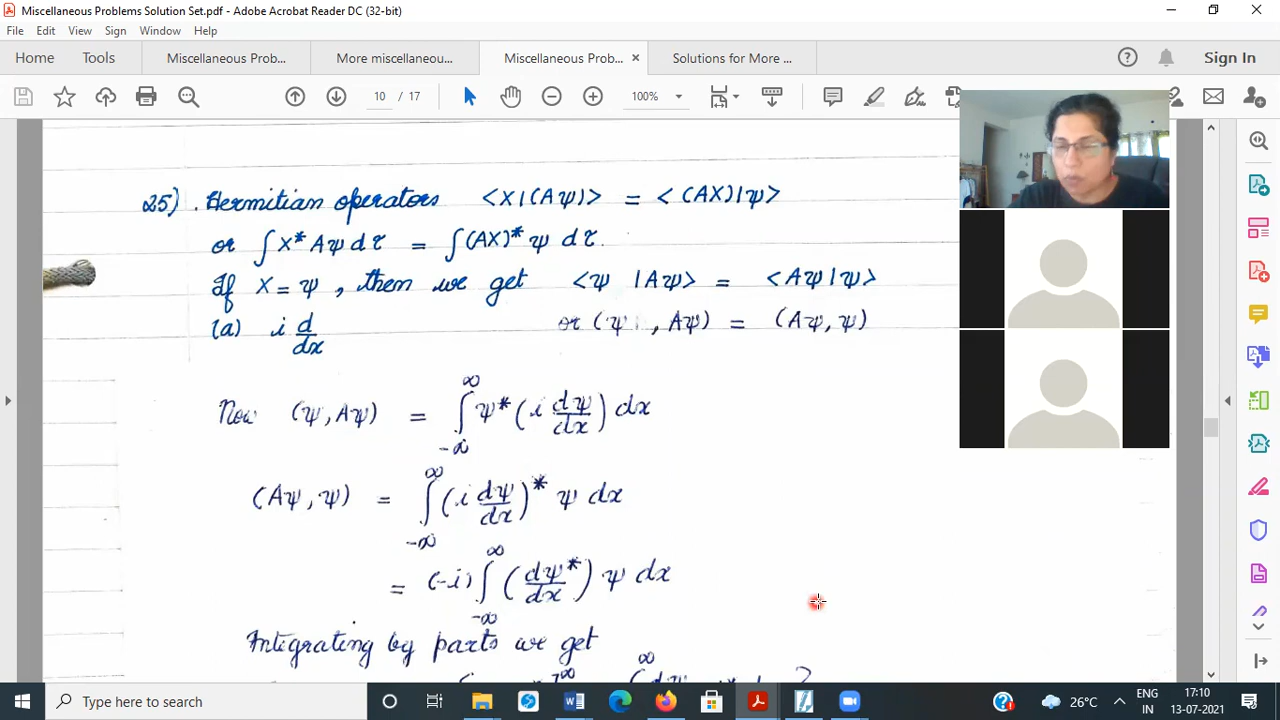 Miscellaneous Problems Solution Set.pdf - Adobe Acrobat Reader DC (32-bit)
File Edit View Sign Window Help
Home Tools Miscellaneous Prob... More miscellanou... Miscellaneous Prob... × Solutions for More ... Sign In
10 / 17 100%
25) . Hermitian operators <X|(Aψ)> = <(AX)|ψ>
or ∫X* Aψ dτ = ∫(AX)* ψ dτ.
If X = ψ, then we get <ψ |Aψ> = <Aψ|ψ>
(a) i d/dx or (ψ , Aψ) = (Aψ, ψ)
Now (ψ, Aψ) = ∫_{-∞}^{∞} ψ* (i dψ/dx) dx
(Aψ, ψ) = ∫_{-∞}^{∞} (i dψ/dx)* ψ dx
= (-i) ∫_{-∞}^{∞} (dψ*/dx) ψ dx
Integrating by parts we get
Type here to search 26°C ENG 17:10
IN 13-07-2021